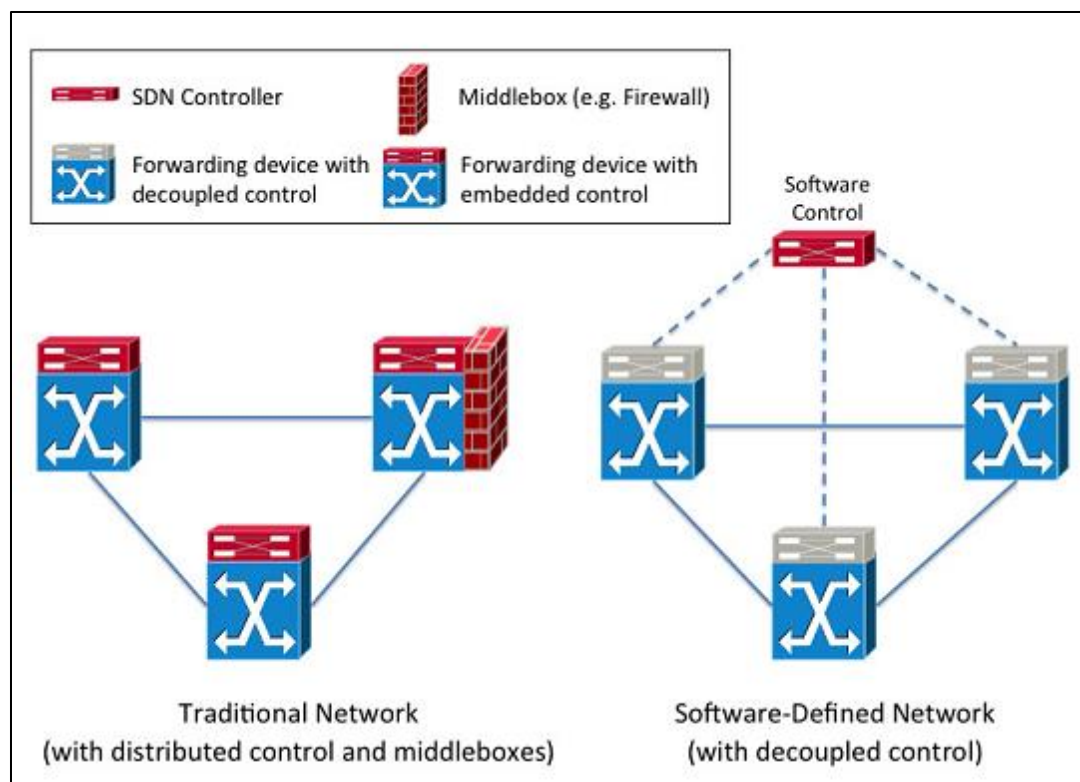 SDN Controller
Middlebox (e.g. Firewall)
Forwarding device with
decoupled control
Forwarding device with
embedded control
Software
Control
Traditional Network
(with distributed control and middleboxes)
Software-Defined Network
(with decoupled control)